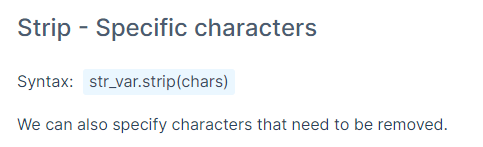 Strip - Specific characters
Syntax: str_var.strip(chars)
We can also specify characters that need to be removed.